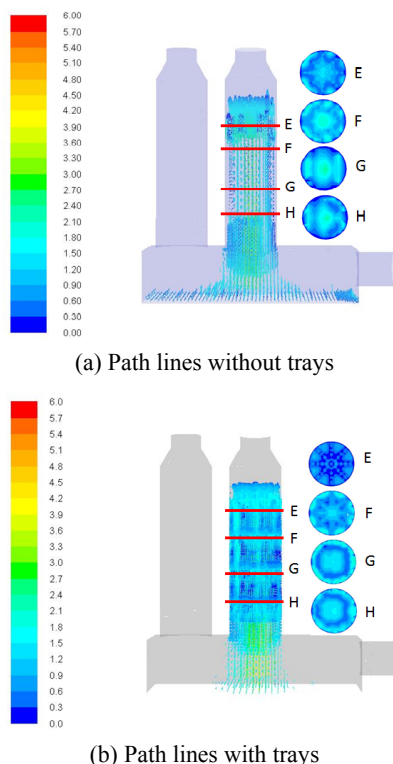 6.00
5.70
5.40
5.10
4.80
4.50
4.20
3.90
3.60
3.30
3.00
2.70
2.40
2.10
1.80
1.50
1.20
0.90
0.60
0.30
0.00
E
F
G
H
E
F
G
H
(a) Path lines without trays
6.0
5.7
5.4
5.1
4.8
4.5
4.2
3.9
3.6
3.3
3.0
2.7
2.4
2.1
1.8
1.5
1.2
0.9
0.6
0.3
0.0
E
F
G
H
E
F
G
H
(b) Path lines with trays